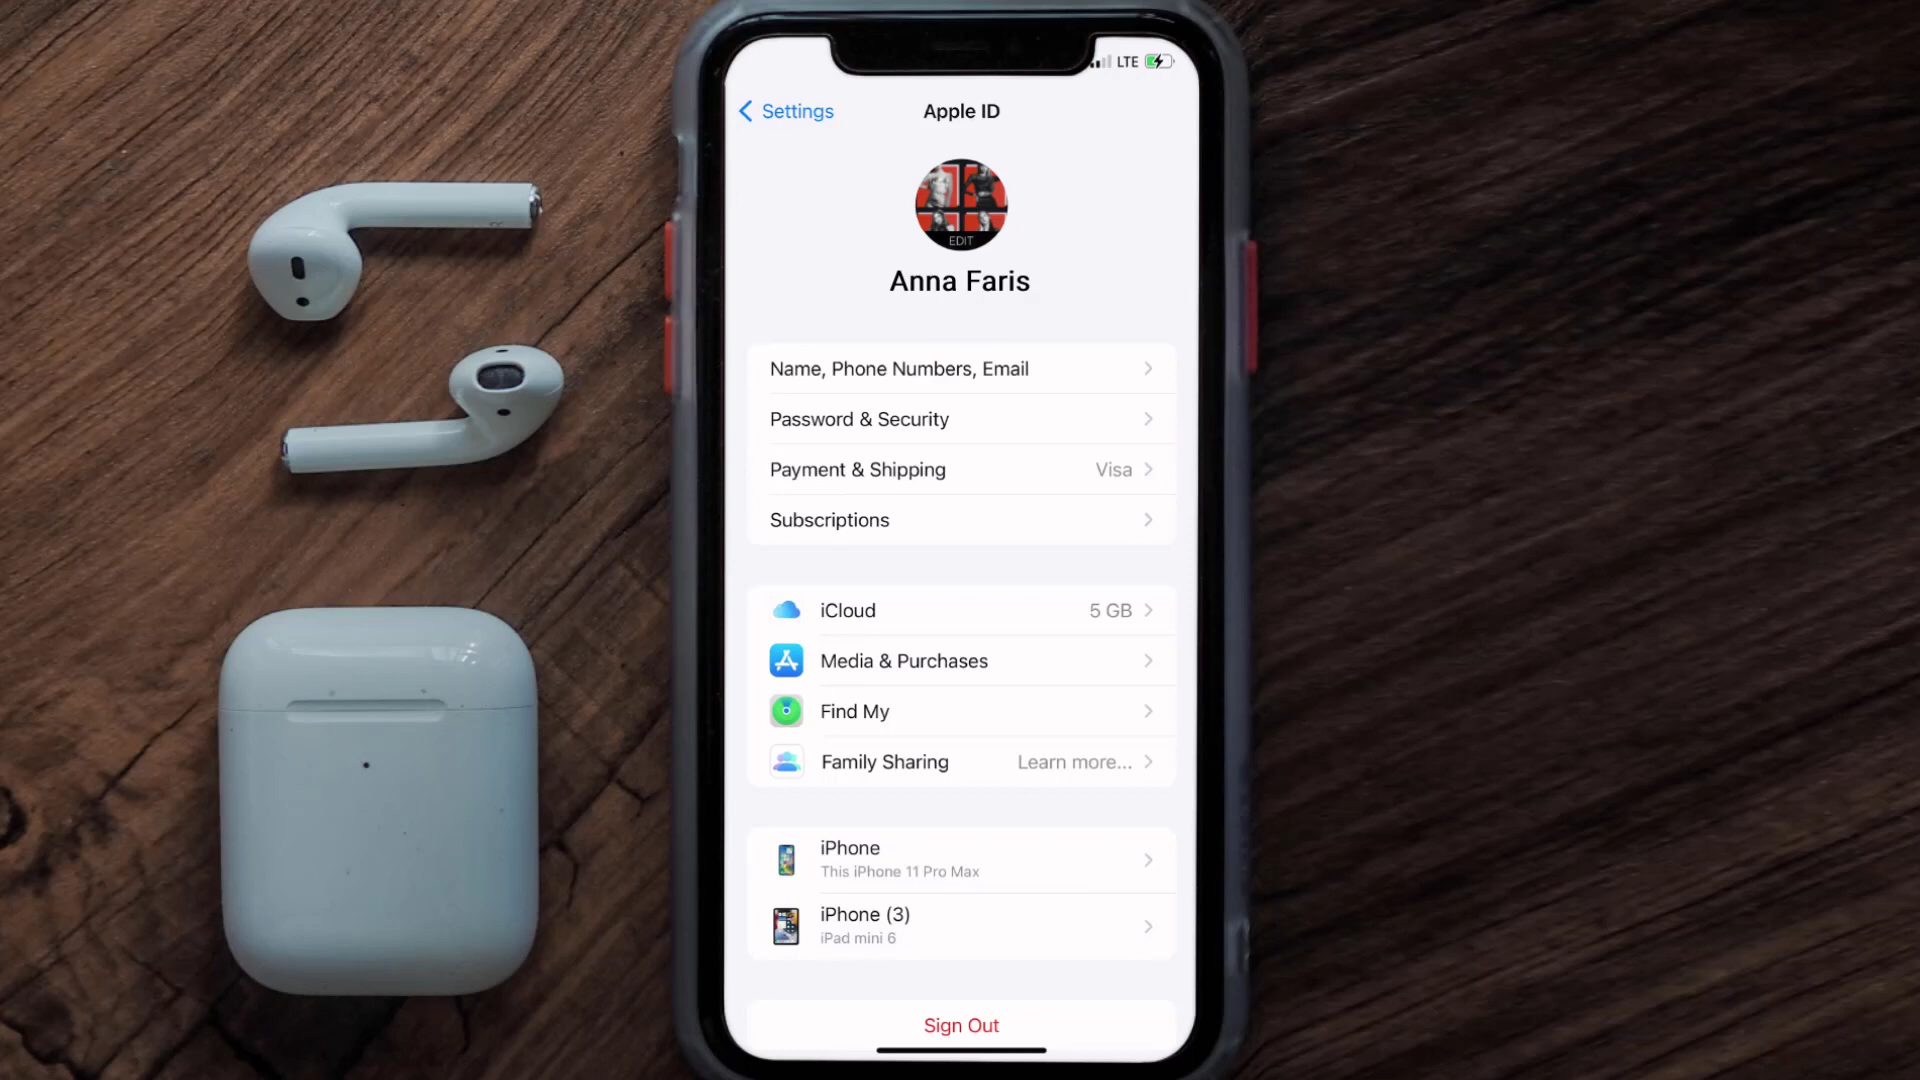 LTE
Settings
Apple ID
EDIT
Anna Faris
Name, Phone Numbers, Email
Password & Security
Payment & Shipping Visa
Subscriptions
iCloud 5 GB
Media & Purchases
Find My
Family Sharing Learn more...
iPhone
This iPhone 11 Pro Max
iPhone (3)
iPad mini 6
Sign Out